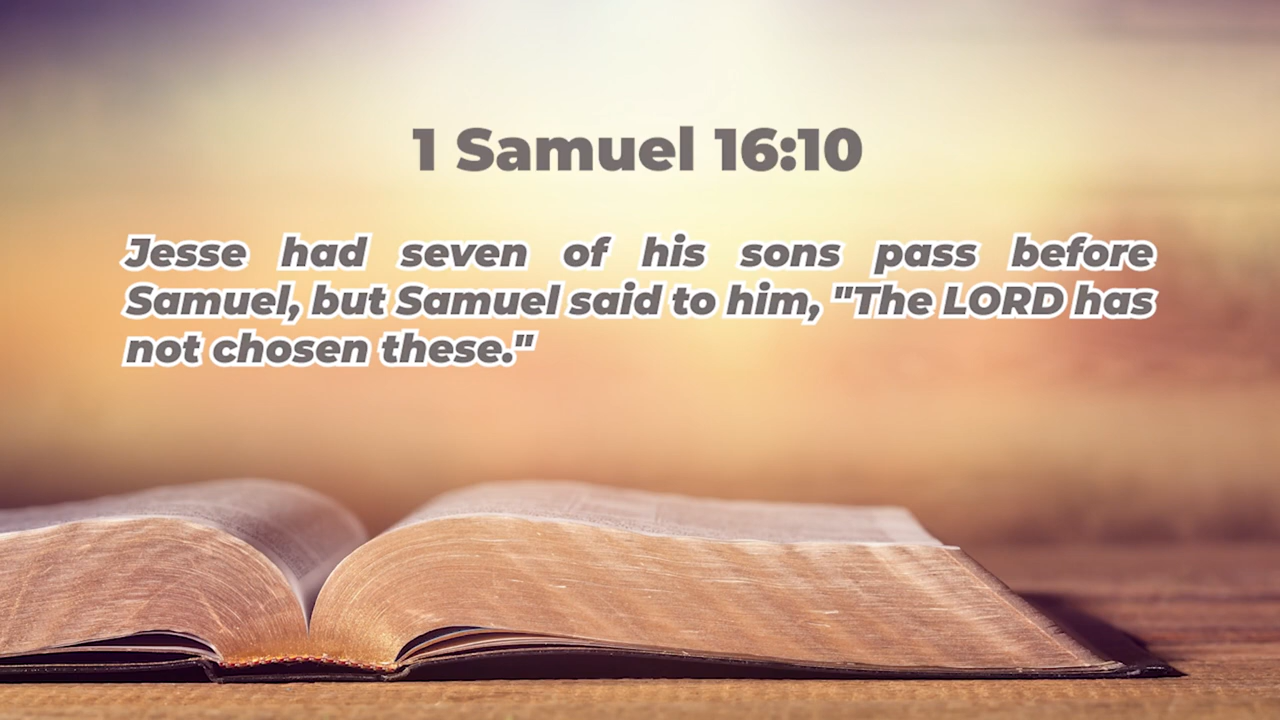 1 Samuel 16:10
Jesse had seven of his sons pass before
Samuel, but Samuel said to him, "The LORD has
not chosen these."